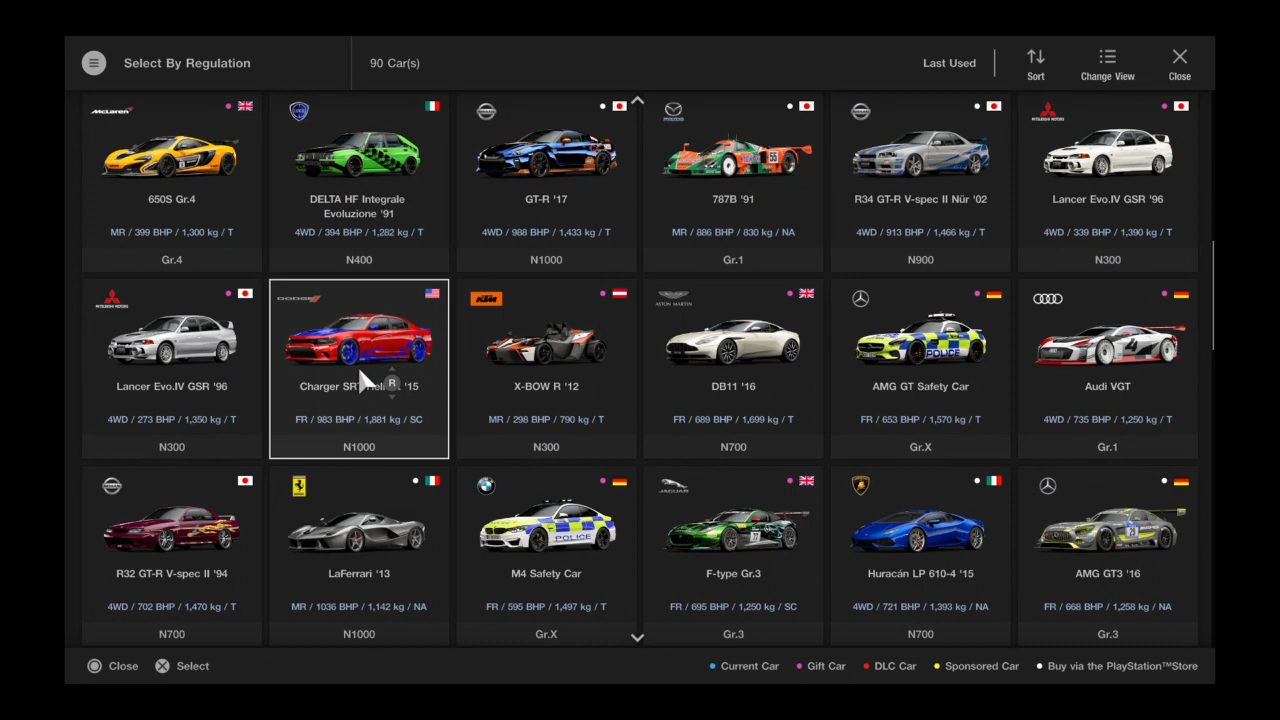 Select By Regulation
90 Car(s)
Last Used
Sort
Change View
Close
McLaren
650S Gr.4
MR / 399 BHP / 1,300 kg / T
Gr.4
DELTA HF Integrale
Evoluzione '91
4WD / 394 BHP / 1,282 kg / T
N400
GT-R '17
4WD / 988 BHP / 1,433 kg / T
N1000
mazda
55
787B '91
MR / 886 BHP / 830 kg / NA
Gr.1
R34 GT-R V-spec II Nür '02
4WD / 913 BHP / 1,466 kg / T
N900
MITSUBISHI MOTORS
Lancer Evo.IV GSR '96
4WD / 339 BHP / 1,390 kg / T
N300
MITSUBISHI MOTORS
Lancer Evo.IV GSR '96
4WD / 273 BHP / 1,350 kg / T
N300
DODGE
Charger SRT '15
R
FR / 983 BHP / 1,881 kg / SC
N1000
KTM
X-BOW R '12
MR / 298 BHP / 790 kg / T
N300
ASTON MARTIN
DB11 '16
FR / 689 BHP / 1,699 kg / T
N700
POLICE
AMG GT Safety Car
FR / 653 BHP / 1,570 kg / T
Gr.X
Audi VGT
4WD / 735 BHP / 1,250 kg / T
Gr.1
R32 GT-R V-spec II '94
4WD / 702 BHP / 1,470 kg / T
N700
LaFerrari '13
MR / 1036 BHP / 1,142 kg / NA
N1000
POLICE
M4 Safety Car
FR / 595 BHP / 1,497 kg / T
Gr.X
JAGUAR
F-type Gr.3
FR / 695 BHP / 1,250 kg / SC
Gr.3
Huracán LP 610-4 '15
4WD / 721 BHP / 1,393 kg / NA
N700
AMG GT3 '16
FR / 668 BHP / 1,258 kg / NA
Gr.3
Close
Select
Current Car
Gift Car
DLC Car
Sponsored Car
Buy via the PlayStation™Store